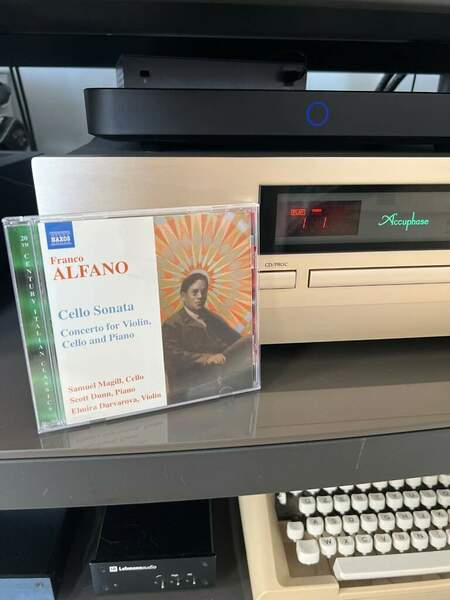 NAXOS
Franco
ALFANO
Cello Sonata
Concerto for Violin,
Cello and Piano
Samuel Magill, Cello
Scott Dunn, Piano
Elmira Darvarova, Violin
20TH CENTURY ITALIAN CLASSICS
PLAY
Accuphase
CD/PROC
Lehmannaudio